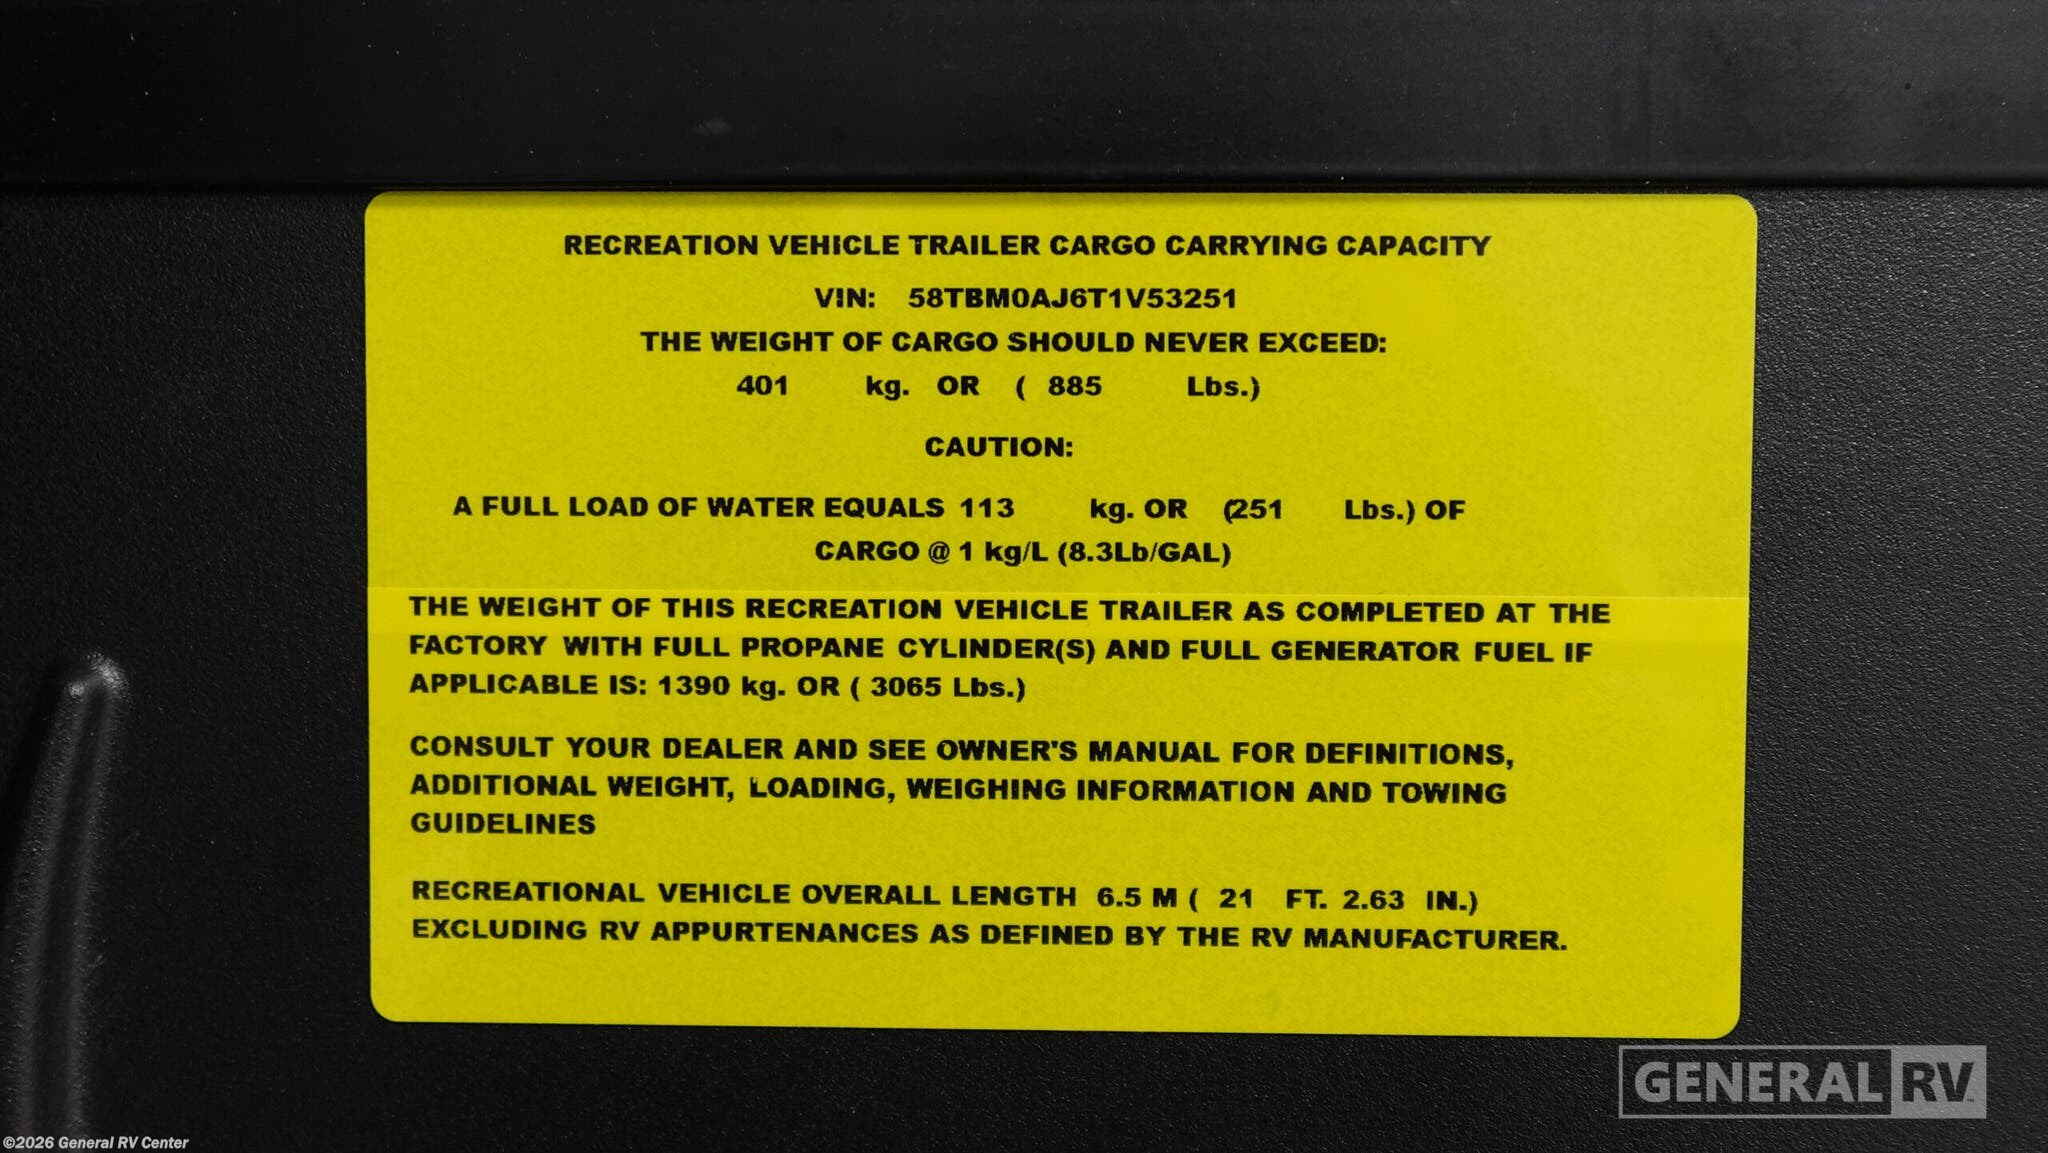 RECREATION VEHICLE TRAILER CARGO CARRYING CAPACITY
VIN: 58TBM0AJ6T1V53251
THE WEIGHT OF CARGO SHOULD NEVER EXCEED:
401 kg. OR ( 885 Lbs.)
CAUTION:
A FULL LOAD OF WATER EQUALS 113 kg. OR (251 Lbs.) OF
CARGO @ 1 kg/L (8.3Lb/GAL)
THE WEIGHT OF THIS RECREATION VEHICLE TRAILER AS COMPLETED AT THE
FACTORY WITH FULL PROPANE CYLINDER(S) AND FULL GENERATOR FUEL IF
APPLICABLE IS: 1390 kg. OR ( 3065 Lbs.)
CONSULT YOUR DEALER AND SEE OWNER'S MANUAL FOR DEFINITIONS,
ADDITIONAL WEIGHT, LOADING, WEIGHING INFORMATION AND TOWING
GUIDELINES
RECREATIONAL VEHICLE OVERALL LENGTH 6.5 M ( 21 FT. 2.63 IN.)
EXCLUDING RV APPURTENANCES AS DEFINED BY THE RV MANUFACTURER.
GENERAL RV
©2026 General RV Center